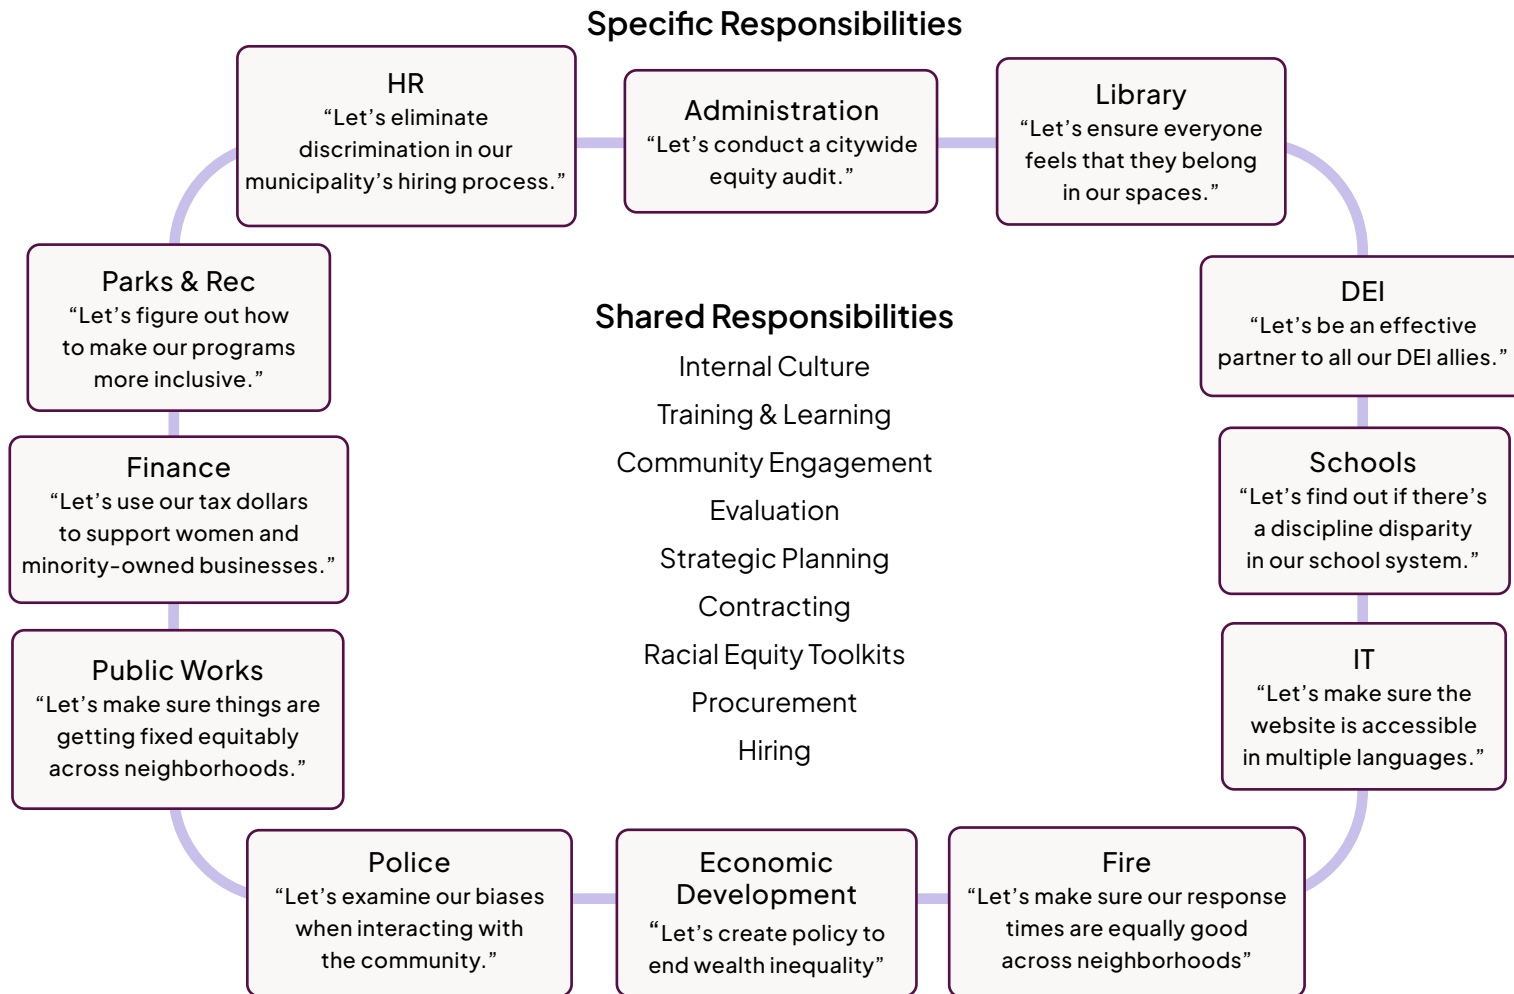 Specific Responsibilities
HR
“Let’s eliminate
discrimination in our
municipality’s hiring process.”
Administration
“Let’s conduct a citywide
equity audit.”
Library
“Let’s ensure everyone
feels that they belong
in our spaces.”
DEI
“Let’s be an effective
partner to all our DEI allies.”
Schools
“Let’s find out if there’s
a discipline disparity
in our school system.”
IT
“Let’s make sure the
website is accessible
in multiple languages.”
Fire
“Let’s make sure our response
times are equally good
across neighborhoods”
Economic
Development
“Let’s create policy to
end wealth inequality”
Police
“Let’s examine our biases
when interacting with
the community.”
Public Works
“Let’s make sure things are
getting fixed equitably
across neighborhoods.”
Finance
“Let’s use our tax dollars
to support women and
minority-owned businesses.”
Parks & Rec
“Let’s figure out how
to make our programs
more inclusive.”
Shared Responsibilities
Internal Culture
Training & Learning
Community Engagement
Evaluation
Strategic Planning
Contracting
Racial Equity Toolkits
Procurement
Hiring